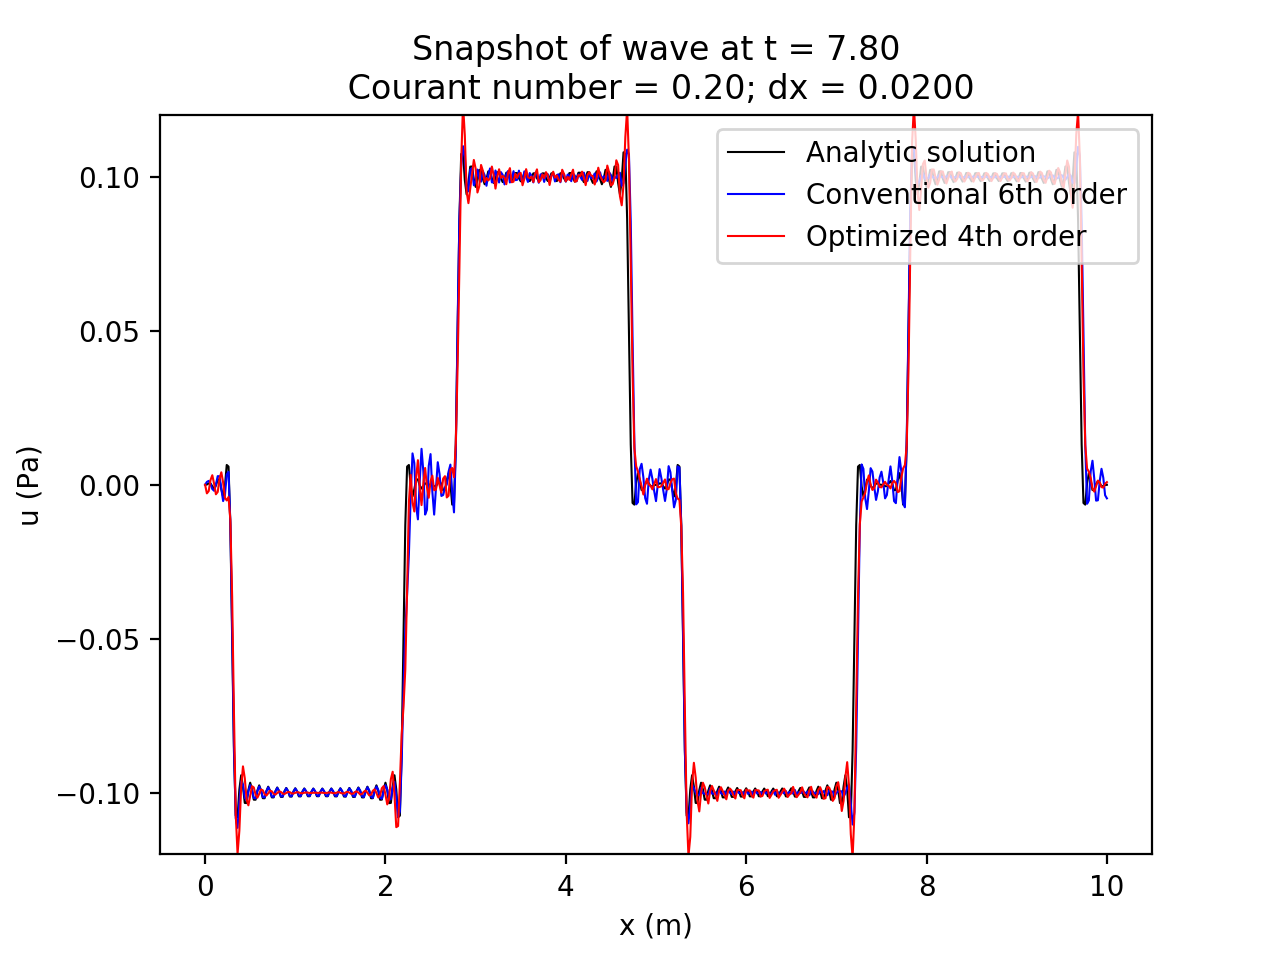 Snapshot of wave at t = 7.80
Courant number = 0.20; dx = 0.0200
Analytic solution
Conventional 6th order
Optimized 4th order
0.10
0.05
0.00
−0.05
−0.10
u (Pa)
0 2 4 6 8 10
x (m)